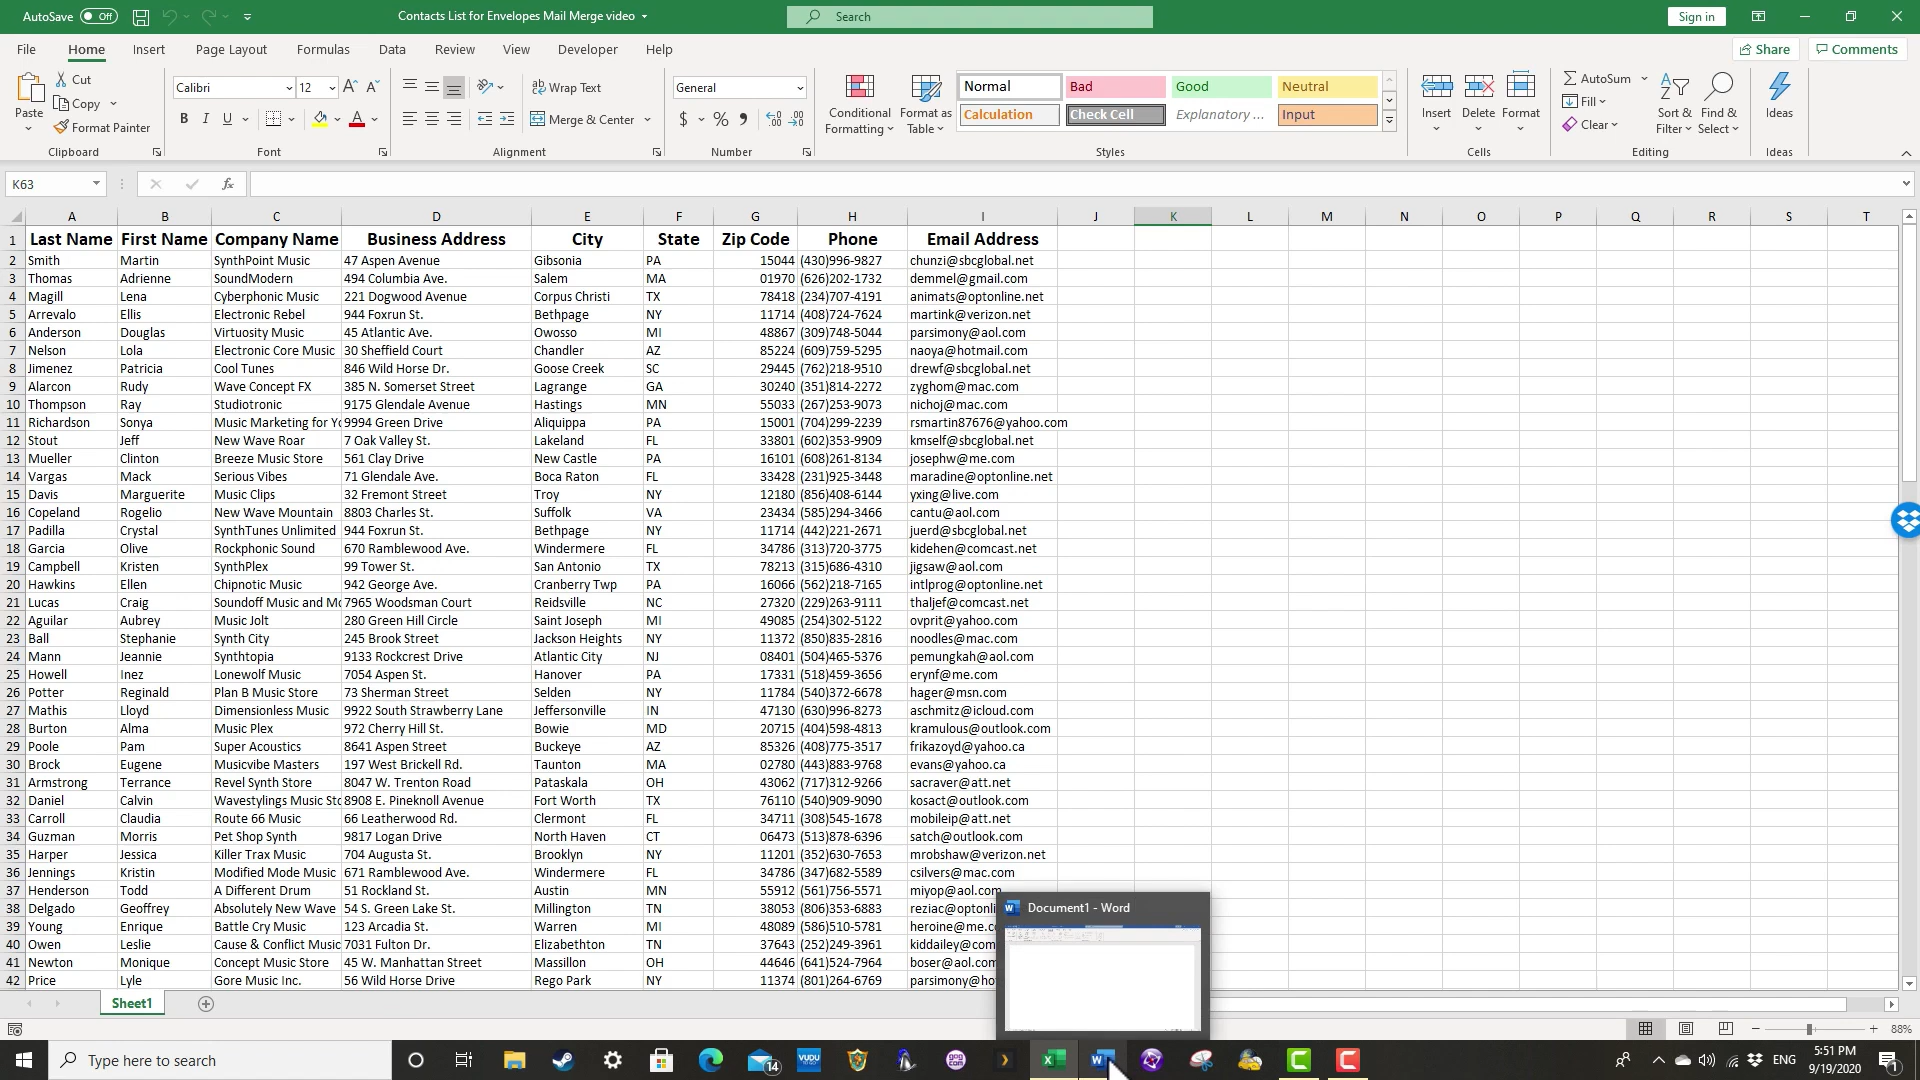 AutoSave Off Contacts List for Envelopes Mail Merge video Search Sign in
File Home Insert Page Layout Formulas Data Review View Developer Help Share Comments
Cut
Copy
Format Painter
Paste
Clipboard
Calibri 12
B I U
Font
Wrap Text
Merge & Center
Alignment
General
$ % ,
Number
Conditional Formatting
Format as Table
Normal Bad Good Neutral
Calculation Check Cell Explanatory ... Input
Styles
Insert Delete Format
Cells
AutoSum
Fill
Clear
Sort & Filter
Find & Select
Editing
Ideas
Ideas
K63 fx
A B C D E F G H I J K L M N O P Q R S T
1 Last Name First Name Company Name Business Address City State Zip Code Phone Email Address
2 Smith Martin SynthPoint Music 47 Aspen Avenue Gibsonia PA 15044 (430)996-9827 chunzi@sbcglobal.net
3 Thomas Adrienne SoundModern 494 Columbia Ave. Salem MA 01970 (626)202-1732 demmel@gmail.com
4 Magill Lena Cyberphonic Music 221 Dogwood Avenue Corpus Christi TX 78418 (234)707-4191 animats@optonline.net
5 Arrevalo Ellis Electronic Rebel 944 Foxrun St. Bethpage NY 11714 (408)724-7624 martink@verizon.net
6 Anderson Douglas Virtuosity Music 45 Atlantic Ave. Owosso MI 48867 (309)748-5044 parsimony@aol.com
7 Nelson Lola Electronic Core Music 30 Sheffield Court Chandler AZ 85224 (609)759-5295 naoya@hotmail.com
8 Jimenez Patricia Cool Tunes 846 Wild Horse Dr. Goose Creek SC 29445 (762)218-9510 drewf@sbcglobal.net
9 Alarcon Rudy Wave Concept FX 385 N. Somerset Street Lagrange GA 30240 (351)814-2272 zyghom@mac.com
10 Thompson Ray Studiotronic 9175 Glendale Avenue Hastings MN 55033 (267)253-9073 nichoj@mac.com
11 Richardson Sonya Music Marketing for Yo 9994 Green Drive Aliquippa PA 15001 (704)299-2239 rsmartin87676@yahoo.com
12 Stout Jeff New Wave Roar 7 Oak Valley St. Lakeland FL 33801 (602)353-9909 kmself@sbcglobal.net
13 Mueller Clinton Breeze Music Store 561 Clay Drive New Castle PA 16101 (608)261-8134 josephw@me.com
14 Vargas Mack Serious Vibes 71 Glendale Ave. Boca Raton FL 33428 (231)925-3448 maradine@optonline.net
15 Davis Marguerite Music Clips 32 Fremont Street Troy NY 12180 (856)408-6144 yxing@live.com
16 Copeland Rogelio New Wave Mountain 8803 Charles St. Suffolk VA 23434 (585)294-3466 cantu@aol.com
17 Padilla Crystal SynthTunes Unlimited 944 Foxrun St. Bethpage NY 11714 (442)221-2671 juerd@sbcglobal.net
18 Garcia Olive Rockphonic Sound 670 Ramblewood Ave. Windermere FL 34786 (313)720-3775 kidehen@comcast.net
19 Campbell Kristen SynthPlex 99 Tower St. San Antonio TX 78213 (315)686-4310 jigsaw@aol.com
20 Hawkins Ellen Chipnotic Music 942 George Ave. Cranberry Twp PA 16066 (562)218-7165 intlprog@optonline.net
21 Lucas Craig Soundoff Music and Mo 7965 Woodsman Court Reidsville NC 27320 (229)263-9111 thaljef@comcast.net
22 Aguilar Aubrey Music Jolt 280 Green Hill Circle Saint Joseph MI 49085 (254)302-5122 ovprit@yahoo.com
23 Ball Stephanie Synth City 245 Brook Street Jackson Heights NY 11372 (850)835-2816 noodles@mac.com
24 Mann Jeannie Synthtopia 9133 Rockcrest Drive Atlantic City NJ 08401 (504)465-5376 pemungkah@aol.com
25 Howell Inez Lonewolf Music 7054 Aspen St. Hanover PA 17331 (518)459-3656 erynf@me.com
26 Potter Reginald Plan B Music Store 73 Sherman Street Selden NY 11784 (540)372-6678 hager@msn.com
27 Mathis Lloyd Dimensionless Music 9922 South Strawberry Lane Jeffersonville IN 47130 (630)996-8273 aschmitz@icloud.com
28 Burton Alma Music Plex 972 Cherry Hill St. Bowie MD 20715 (404)598-4813 kramulous@outlook.com
29 Poole Pam Super Acoustics 8641 Aspen Street Buckeye AZ 85326 (408)775-3517 frikazoyd@yahoo.ca
30 Brock Eugene Musicvibe Masters 197 West Brickell Rd. Taunton MA 02780 (443)883-9768 evans@yahoo.ca
31 Armstrong Terrance Revel Synth Store 8047 W. Trenton Road Pataskala OH 43062 (717)312-9266 sacraver@att.net
32 Daniel Calvin Wavestylings Music Sto 8908 E. Pineknoll Avenue Fort Worth TX 76110 (540)909-9090 kosact@outlook.com
33 Carroll Claudia Route 66 Music 66 Leatherwood Rd. Clermont FL 34711 (308)545-1678 mobileip@att.net
34 Guzman Morris Pet Shop Synth 9817 Logan Drive North Haven CT 06473 (513)878-6396 satch@outlook.com
35 Harper Jessica Killer Trax Music 704 Augusta St. Brooklyn NY 11201 (352)630-7653 mrobshaw@verizon.net
36 Jennings Kristin Modified Mode Music 671 Ramblewood Ave. Windermere FL 34786 (347)682-5589 csilvers@mac.com
37 Henderson Todd A Different Drum 51 Rockland St. Austin MN 55912 (561)756-5571 miyop@aol.com
38 Delgado Geoffrey Absolutely New Wave 54 S. Green Lake St. Millington TN 38053 (806)353-6883 reziac@optonli
39 Young Enrique Battle Cry Music 123 Arcadia St. Warren MI 48089 (586)510-5781 heroine@me.co
40 Owen Leslie Cause & Conflict Music 7031 Fulton Dr. Elizabethton TN 37643 (252)249-3961 kiddailey@com
41 Newton Monique Concept Music Store 45 W. Manhattan Street Massillon OH 44646 (641)524-7964 boser@aol.com
42 Price Lyle Gore Music Inc. 56 Wild Horse Drive Rego Park NY 11374 (801)264-6769 parsimony@ho
Document1 - Word
Sheet1
88%
Type here to search
14
VUDU
gog com
ENG
5:51 PM
9/19/2020
1